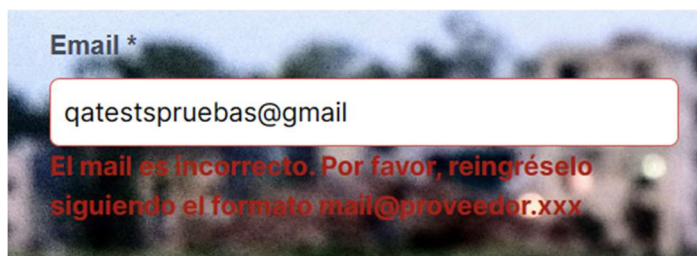 Email *
qatestspruebas@gmail
El mail es incorrecto. Por favor, reingréselo
siguiendo el formato mail@proveedor.xxx